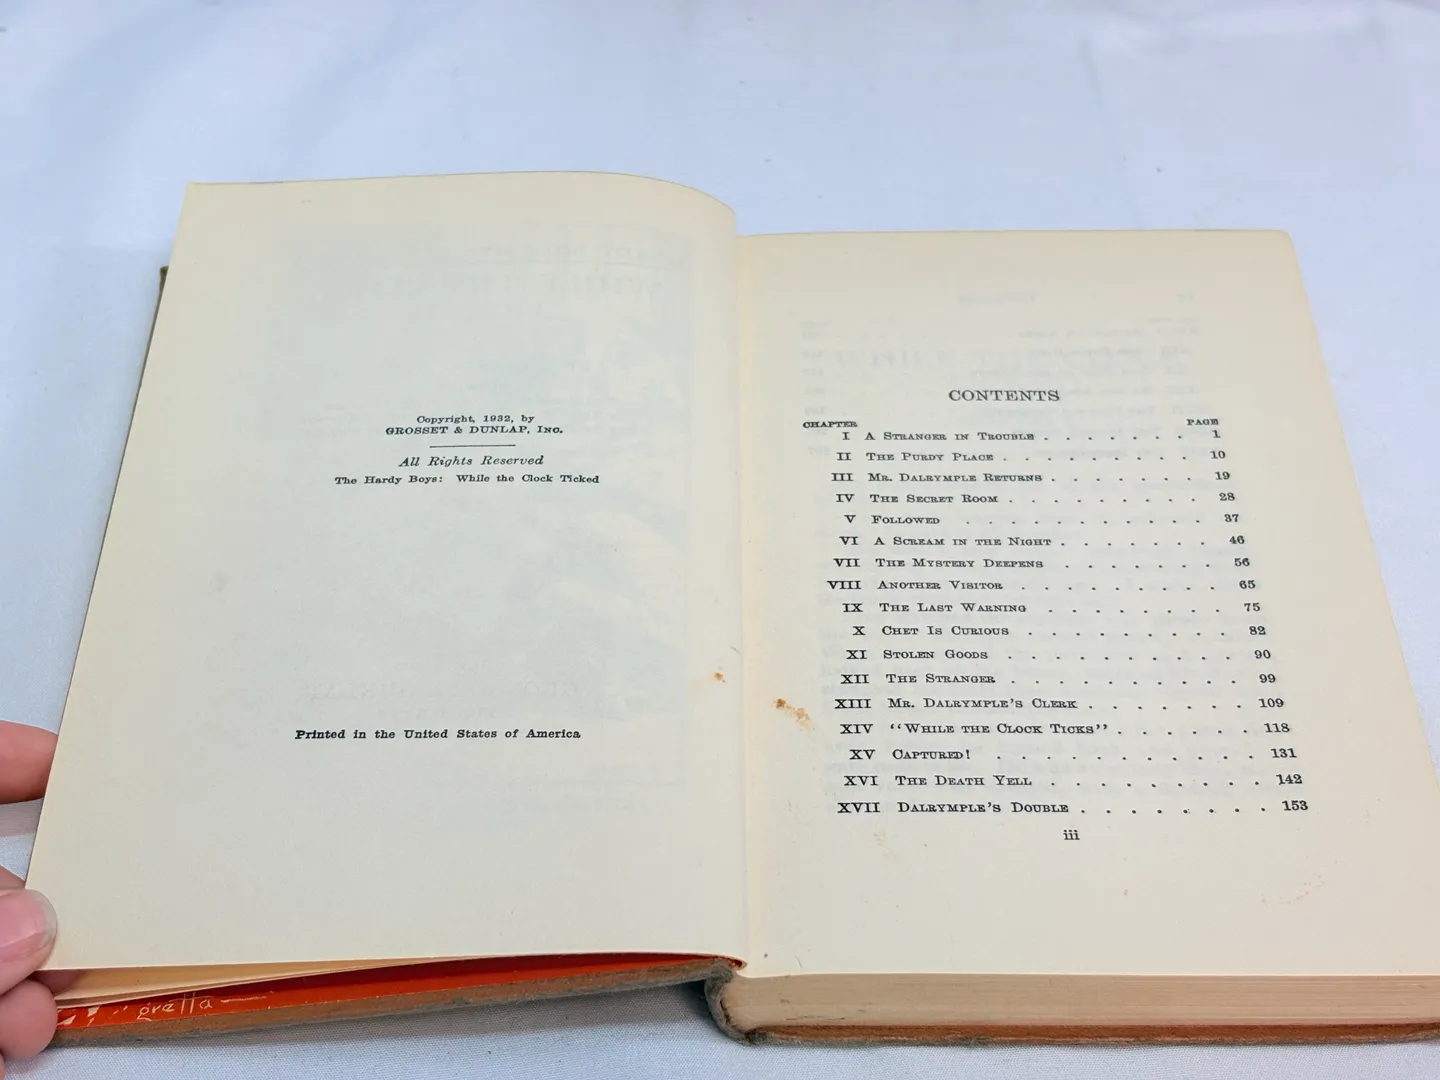 Copyright, 1932, by
GROSSET & DUNLAP, Inc.
All Rights Reserved
The Hardy Boys: While the Clock Ticked
Printed in the United States of America
gretta
CONTENTS
CHAPTER PAGE
I A Stranger in Trouble . . . . . . . 1
II The Purdy Place . . . . . . . . . 10
III Mr. Dalrymple Returns . . . . . . . 19
IV The Secret Room . . . . . . . . . 28
V Followed . . . . . . . . . . . 37
VI A Scream in the Night . . . . . . . 46
VII The Mystery Deepens . . . . . . . 56
VIII Another Visitor . . . . . . . . . 65
IX The Last Warning . . . . . . . . 75
X Chet Is Curious . . . . . . . . . 82
XI Stolen Goods . . . . . . . . . . 90
XII The Stranger . . . . . . . . . . 99
XIII Mr. Dalrymple's Clerk . . . . . . . 109
XIV “While the Clock Ticks” . . . . . . . 118
XV Captured! . . . . . . . . . . . 131
XVI The Death Yell . . . . . . . . . 142
XVII Dalrymple's Double . . . . . . . . 153
iii